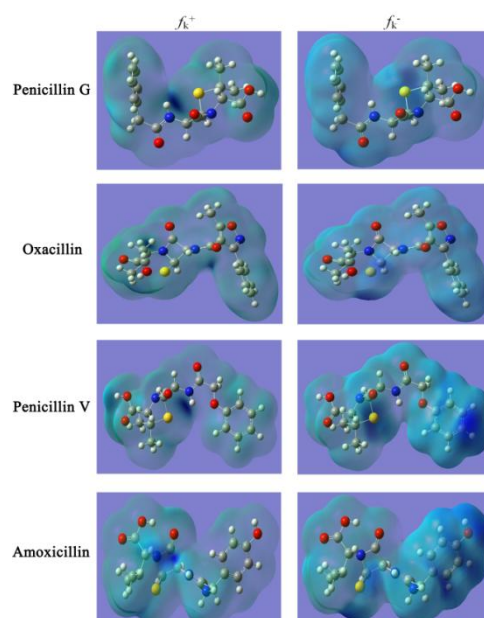 fk+ fk-
Penicillin G
Oxacillin
Penicillin V
Amoxicillin